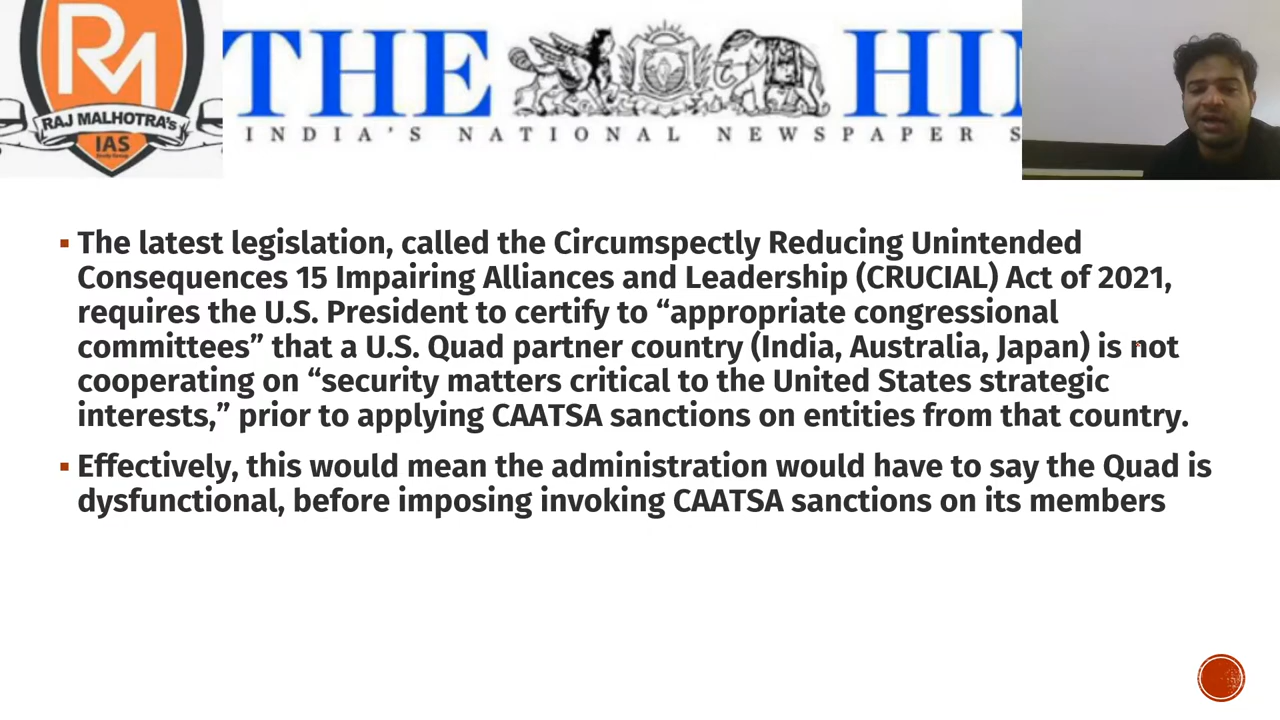 RM
RAJ MALHOTRA'S
IAS
THE HI
INDIA'S NATIONAL NEWSPAPER S
▪ The latest legislation, called the Circumspectly Reducing Unintended
Consequences 15 Impairing Alliances and Leadership (CRUCIAL) Act of 2021,
requires the U.S. President to certify to “appropriate congressional
committees” that a U.S. Quad partner country (India, Australia, Japan) is not
cooperating on “security matters critical to the United States strategic
interests,” prior to applying CAATSA sanctions on entities from that country.
▪ Effectively, this would mean the administration would have to say the Quad is
dysfunctional, before imposing invoking CAATSA sanctions on its members